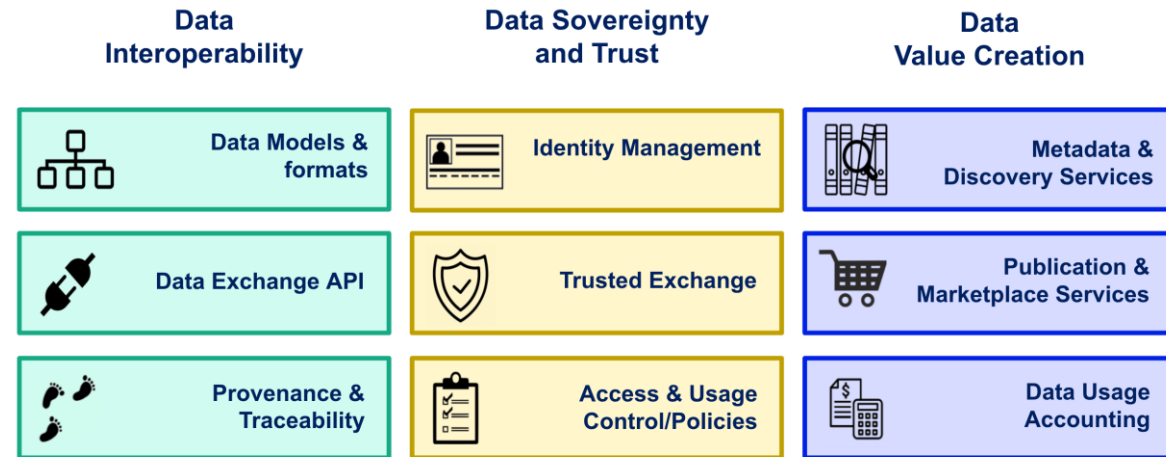 Data
Interoperability
Data Sovereignty
and Trust
Data
Value Creation
Data Models &
formats
Identity Management
Metadata &
Discovery Services
Data Exchange API
Trusted Exchange
Publication &
Marketplace Services
Provenance &
Traceability
Access & Usage
Control/Policies
$
Data Usage
Accounting